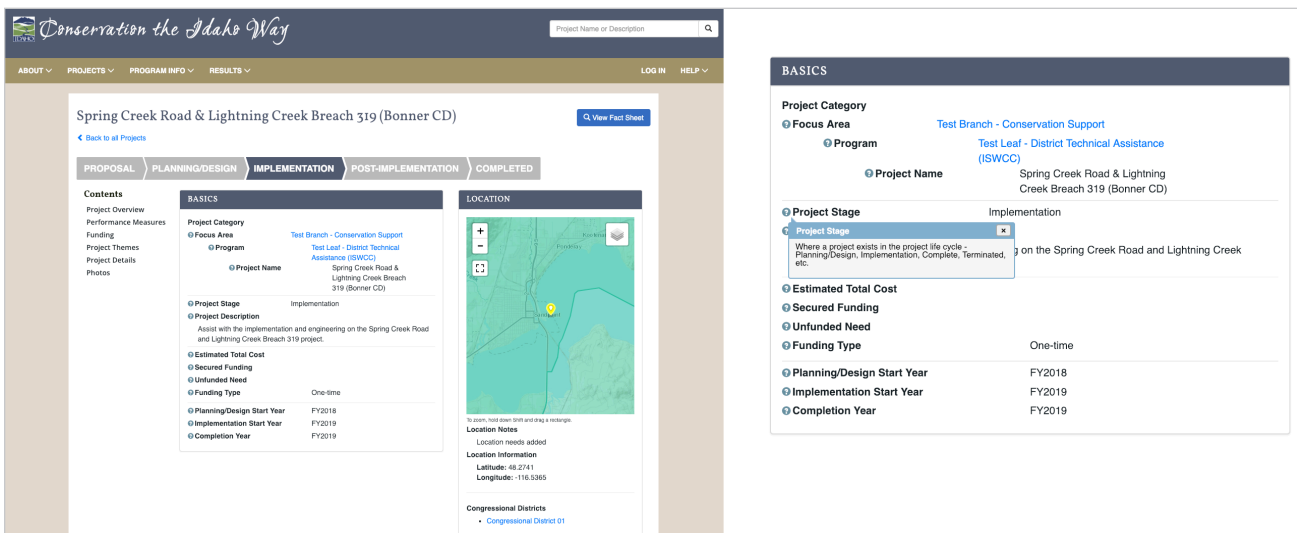 IDAHO
Conservation the Idaho Way
Project Name or Description
ABOUT PROJECTS PROGRAM INFO RESULTS LOG IN HELP
Spring Creek Road & Lightning Creek Breach 319 (Bonner CD)
View Fact Sheet
Back to all Projects
PROPOSAL PLANNING/DESIGN IMPLEMENTATION POST-IMPLEMENTATION COMPLETED
Contents
Project Overview
Performance Measures
Funding
Project Themes
Project Details
Photos
BASICS
Project Category
Focus Area Test Branch - Conservation Support
Program Test Leaf - District Technical
Assistance (ISWCC)
Project Name Spring Creek Road &
Lightning Creek Breach
319 (Bonner CD)
Project Stage Implementation
Project Description
Assist with the implementation and engineering on the Spring Creek Road
and Lightning Creek Breach 319 project.
Estimated Total Cost
Secured Funding
Unfunded Need
Funding Type One-time
Planning/Design Start Year FY2018
Implementation Start Year FY2019
Completion Year FY2019
LOCATION
+
-
Ponderay
To zoom, hold down Shift and drag a rectangle.
Location Notes
Location needs added
Location Information
Latitude: 48.2741
Longitude: -116.5365
Congressional Districts
Congressional District 01
BASICS
Project Category
Focus Area Test Branch - Conservation Support
Program Test Leaf - District Technical Assistance
(ISWCC)
Project Name Spring Creek Road & Lightning
Creek Breach 319 (Bonner CD)
Project Stage Implementation
Project Stage x
Where a project exists in the project life cycle -
Planning/Design, Implementation, Complete, Terminated,
etc.
g on the Spring Creek Road and Lightning Creek
Estimated Total Cost
Secured Funding
Unfunded Need
Funding Type One-time
Planning/Design Start Year FY2018
Implementation Start Year FY2019
Completion Year FY2019